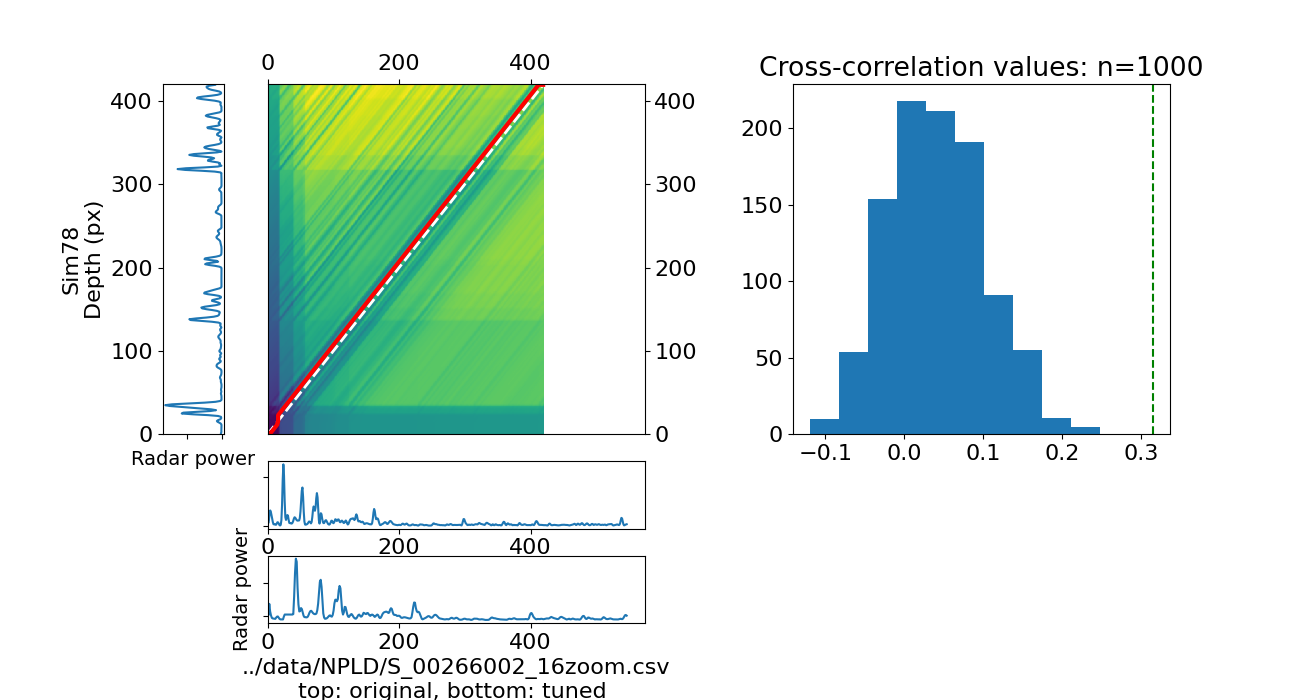 Cross-correlation values: n=1000
0 200 400
400
300
200
100
0
Sim78
Depth (px)
Radar power
400
300
200
100
0
200
150
100
50
0
−0.1 0.0 0.1 0.2 0.3
0 200 400
Radar power
0 200 400
../data/NPLD/S_00266002_16zoom.csv
top: original, bottom: tuned